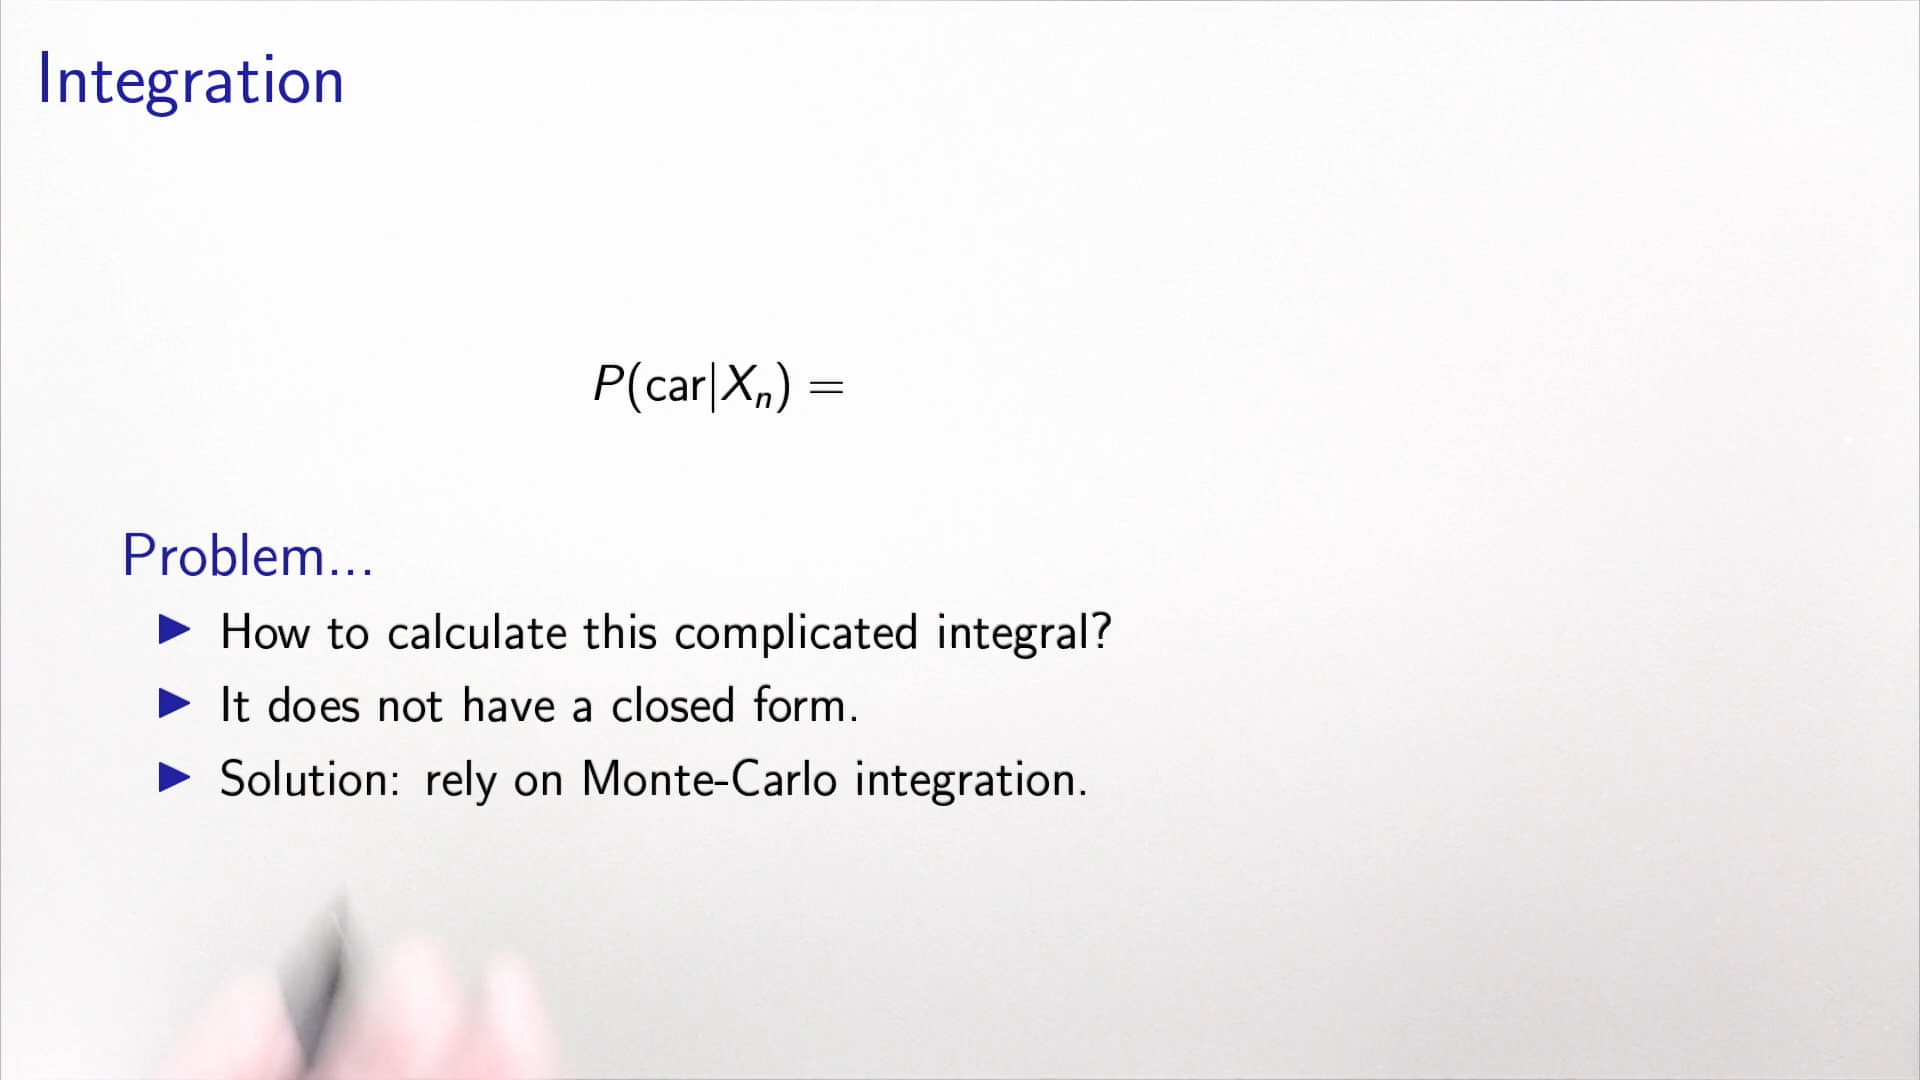 Integration
P(car|Xₙ) =
Problem...
▶ How to calculate this complicated integral?
▶ It does not have a closed form.
▶ Solution: rely on Monte-Carlo integration.